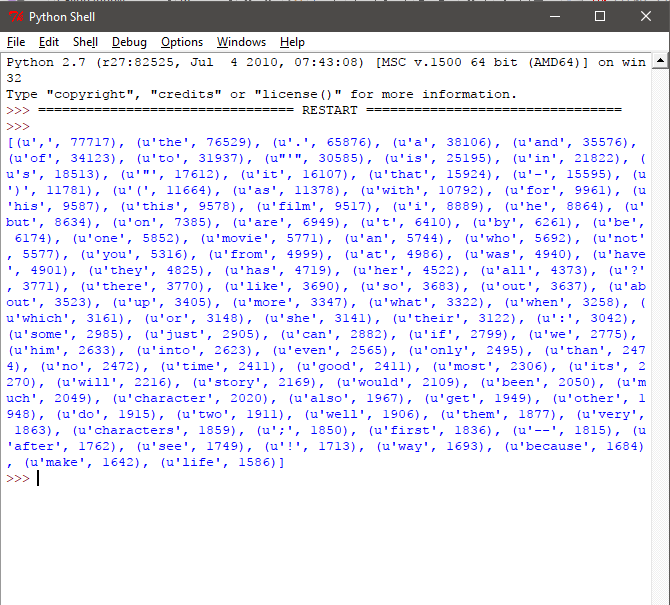 Python Shell
File Edit Shell Debug Options Windows Help
Python 2.7 (r27:82525, Jul  4 2010, 07:43:08) [MSC v.1500 64 bit (AMD64)] on win
32
Type "copyright", "credits" or "license()" for more information.
>>> ================================ RESTART ================================
>>>
[(u',', 77717), (u'the', 76529), (u'.', 65876), (u'a', 38106), (u'and', 35576),
(u'of', 34123), (u'to', 31937), (u"'", 30585), (u'is', 25195), (u'in', 21822), (
u's', 18513), (u'"', 17612), (u'it', 16107), (u'that', 15924), (u'-', 15595), (u
')', 11781), (u'(', 11664), (u'as', 11378), (u'with', 10792), (u'for', 9961), (u
'his', 9587), (u'this', 9578), (u'film', 9517), (u'i', 8889), (u'he', 8864), (u'
but', 8634), (u'on', 7385), (u'are', 6949), (u't', 6410), (u'by', 6261), (u'be',
 6174), (u'one', 5852), (u'movie', 5771), (u'an', 5744), (u'who', 5692), (u'not'
, 5577), (u'you', 5316), (u'from', 4999), (u'at', 4986), (u'was', 4940), (u'have
', 4901), (u'they', 4825), (u'has', 4719), (u'her', 4522), (u'all', 4373), (u'?'
, 3771), (u'there', 3770), (u'like', 3690), (u'so', 3683), (u'out', 3637), (u'ab
out', 3523), (u'up', 3405), (u'more', 3347), (u'what', 3322), (u'when', 3258), (
u'which', 3161), (u'or', 3148), (u'she', 3141), (u'their', 3122), (u':', 3042),
(u'some', 2985), (u'just', 2905), (u'can', 2882), (u'if', 2799), (u'we', 2775),
(u'him', 2633), (u'into', 2623), (u'even', 2565), (u'only', 2495), (u'than', 247
4), (u'no', 2472), (u'time', 2411), (u'good', 2411), (u'most', 2306), (u'its', 2
270), (u'will', 2216), (u'story', 2169), (u'would', 2109), (u'been', 2050), (u'm
uch', 2049), (u'character', 2020), (u'also', 1967), (u'get', 1949), (u'other', 1
948), (u'do', 1915), (u'two', 1911), (u'well', 1906), (u'them', 1877), (u'very',
 1863), (u'characters', 1859), (u';', 1850), (u'first', 1836), (u'--', 1815), (u
'after', 1762), (u'see', 1749), (u'!', 1713), (u'way', 1693), (u'because', 1684)
, (u'make', 1642), (u'life', 1586)]
>>>